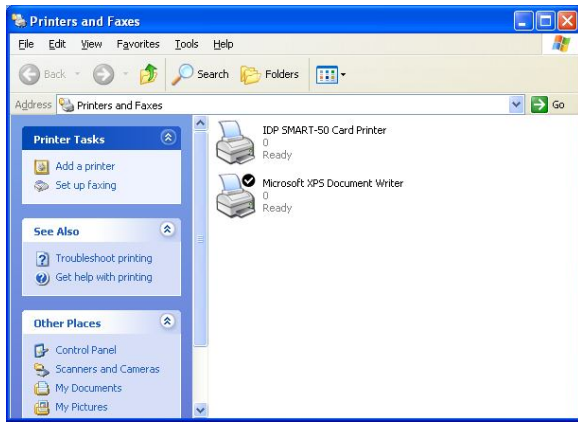 Printers and Faxes
File Edit View Favorites Tools Help
Back Search Folders
Address Printers and Faxes Go
Printer Tasks
Add a printer
Set up faxing
See Also
Troubleshoot printing
Get help with printing
Other Places
Control Panel
Scanners and Cameras
My Documents
My Pictures
IDP SMART-50 Card Printer
0
Ready
Microsoft XPS Document Writer
0
Ready